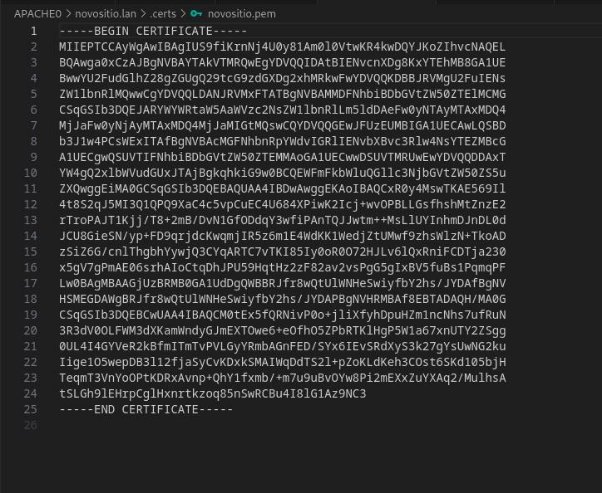 APACHE0 > novositio.lan > .certs > novositio.pem
1 -----BEGIN CERTIFICATE-----
2 MIIEPTCCAyWgAwIBAgIUS9fiKrnNj4U0y81Am0l0VtwKR4kwDQYJKoZIhvcNAQEL
3 BQAwga0xCzAJBgNVBAYTAkVTMRQwEgYDVQQIDAtBIENvcnXDg8KxYTEhMB8GA1UE
4 BwwYU2FudGlhZ28gZGUgQ29tcG9zdGXDg2xhMRkwFwYDVQQKDBBJRVMgU2FuIENs
5 ZW1lbnRlMQwwCgYDVQQLDANJRVMxFTATBgNVBAMMDFNhbiBDbGVtZW50ZTElMCMG
6 CSqGSIb3DQEJARYWYWRtaW5AaWVzc2NsZW1lbnRlLm5ldDAeFw0yNTAyMTAxMDQ4
7 MjJaFw0yNjAyMTAxMDQ4MjJaMIGtMQswCQYDVQQGEwJFUzEUMBIGA1UECAwLQSBD
8 b3J1w4PCsWExITAfBgNVBAcMGFNhbnRpYWdvIGRlIENvbXBvc3Rlw4NsYTEZMBcG
9 A1UECgwQSUVTIFNhbiBDbGVtZW50ZTEMMAoGA1UECwwDSUVTMRUwEwYDVQQDDAxT
10 YW4gQ2xlbWVudGUxJTAjBgkqhkiG9w0BCQEWFmFkbWluQGllc3NjbGVtZW50ZS5u
11 ZXQwggEiMA0GCSqGSIb3DQEBAQUAA4IBDwAwggEKAoIBAQCxR0y4MswTKAE569Il
12 4t8S2qJ5MI3Q1QPQ9XaC4c5vpCuEC4U684XPiwK2Icj+wvOPBLLGsfhshMtZnzE2
13 rTroPAJT1Kjj/T8+2mB/DvN1GfODdqY3wfiPAnTQJJwtm++MsLlUYInhmDJnDL0d
14 JCU8GieSN/yp+FD9qrjdcKwqmjIR5z6m1E4WdKK1WedjZtUMwf9zhsWlzN+TkoAD
15 zSiZ6G/cnlThgbhYywjQ3CYqARTC7vTKI85Iy0oR0O72HJLv6lQxRniFCDTja230
16 x5gV7gPmAE06srhAIoCtqDhJPU59HqtHz2zF82av2vsPgG5gIxBV5fuBs1PqmqPF
17 Lw0BAgMBAAGjUzBRMB0GA1UdDgQWBBRJfr8wQtUlWNHeSwiyfbY2hs/JYDAfBgNV
18 HSMEGDAWgBRJfr8wQtUlWNHeSwiyfbY2hs/JYDAPBgNVHRMBAf8EBTADAQH/MA0G
19 CSqGSIb3DQEBCwUAA4IBAQCM0tEx5fQRNivP0o+jliXfyhDpuHZm1ncNhs7ufRuN
20 3R3dV0OLFWM3dXKamWndyGJmEXTOwe6+eOfhO5ZPbRTKlHgP5W1a67xnUTY2ZSgg
21 0UL4I4GYVeR2kBfmITmTvPVLGyYRmbAGnFED/SYx6IEvSRdXyS3k27gYsUwNG2ku
22 Iige1O5wepDB3l12fjaSyCvKDxkSMAIWqDdTS2l+pZoKLdKeh3COst6SKd105bjH
23 TeqmT3VnYoOPtKDRxAvnp+QhY1fxmb/+m7u9uBvOYw8Pi2mEXxZuYXAq2/MulhsA
24 tSLGh9lEHrpCglHxnrtkzoq85nSwRCBu4I8lG1Az9NC3
25 -----END CERTIFICATE-----
26